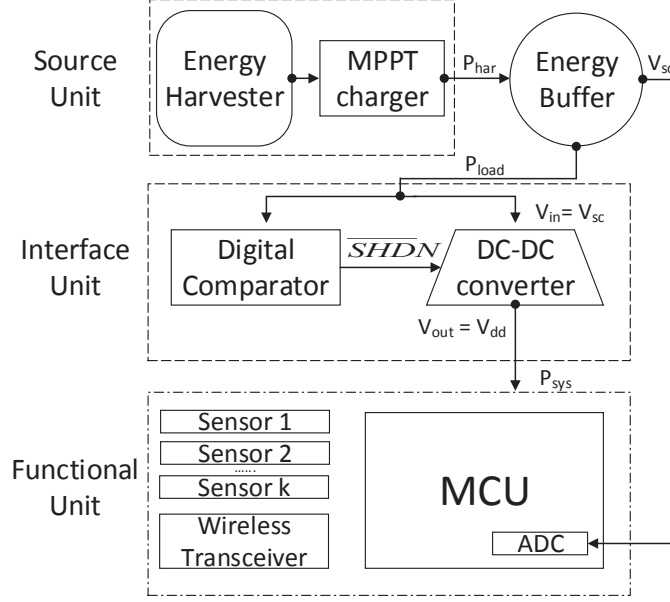 Source
Unit
Energy
Harvester
MPPT
charger
P_har
Energy
Buffer
V_sc
P_load
Interface
Unit
Digital
Comparator
SHDN
V_in = V_sc
DC-DC
converter
V_out = V_dd
P_sys
Functional
Unit
Sensor 1
Sensor 2
......
Sensor k
Wireless
Transceiver
MCU
ADC